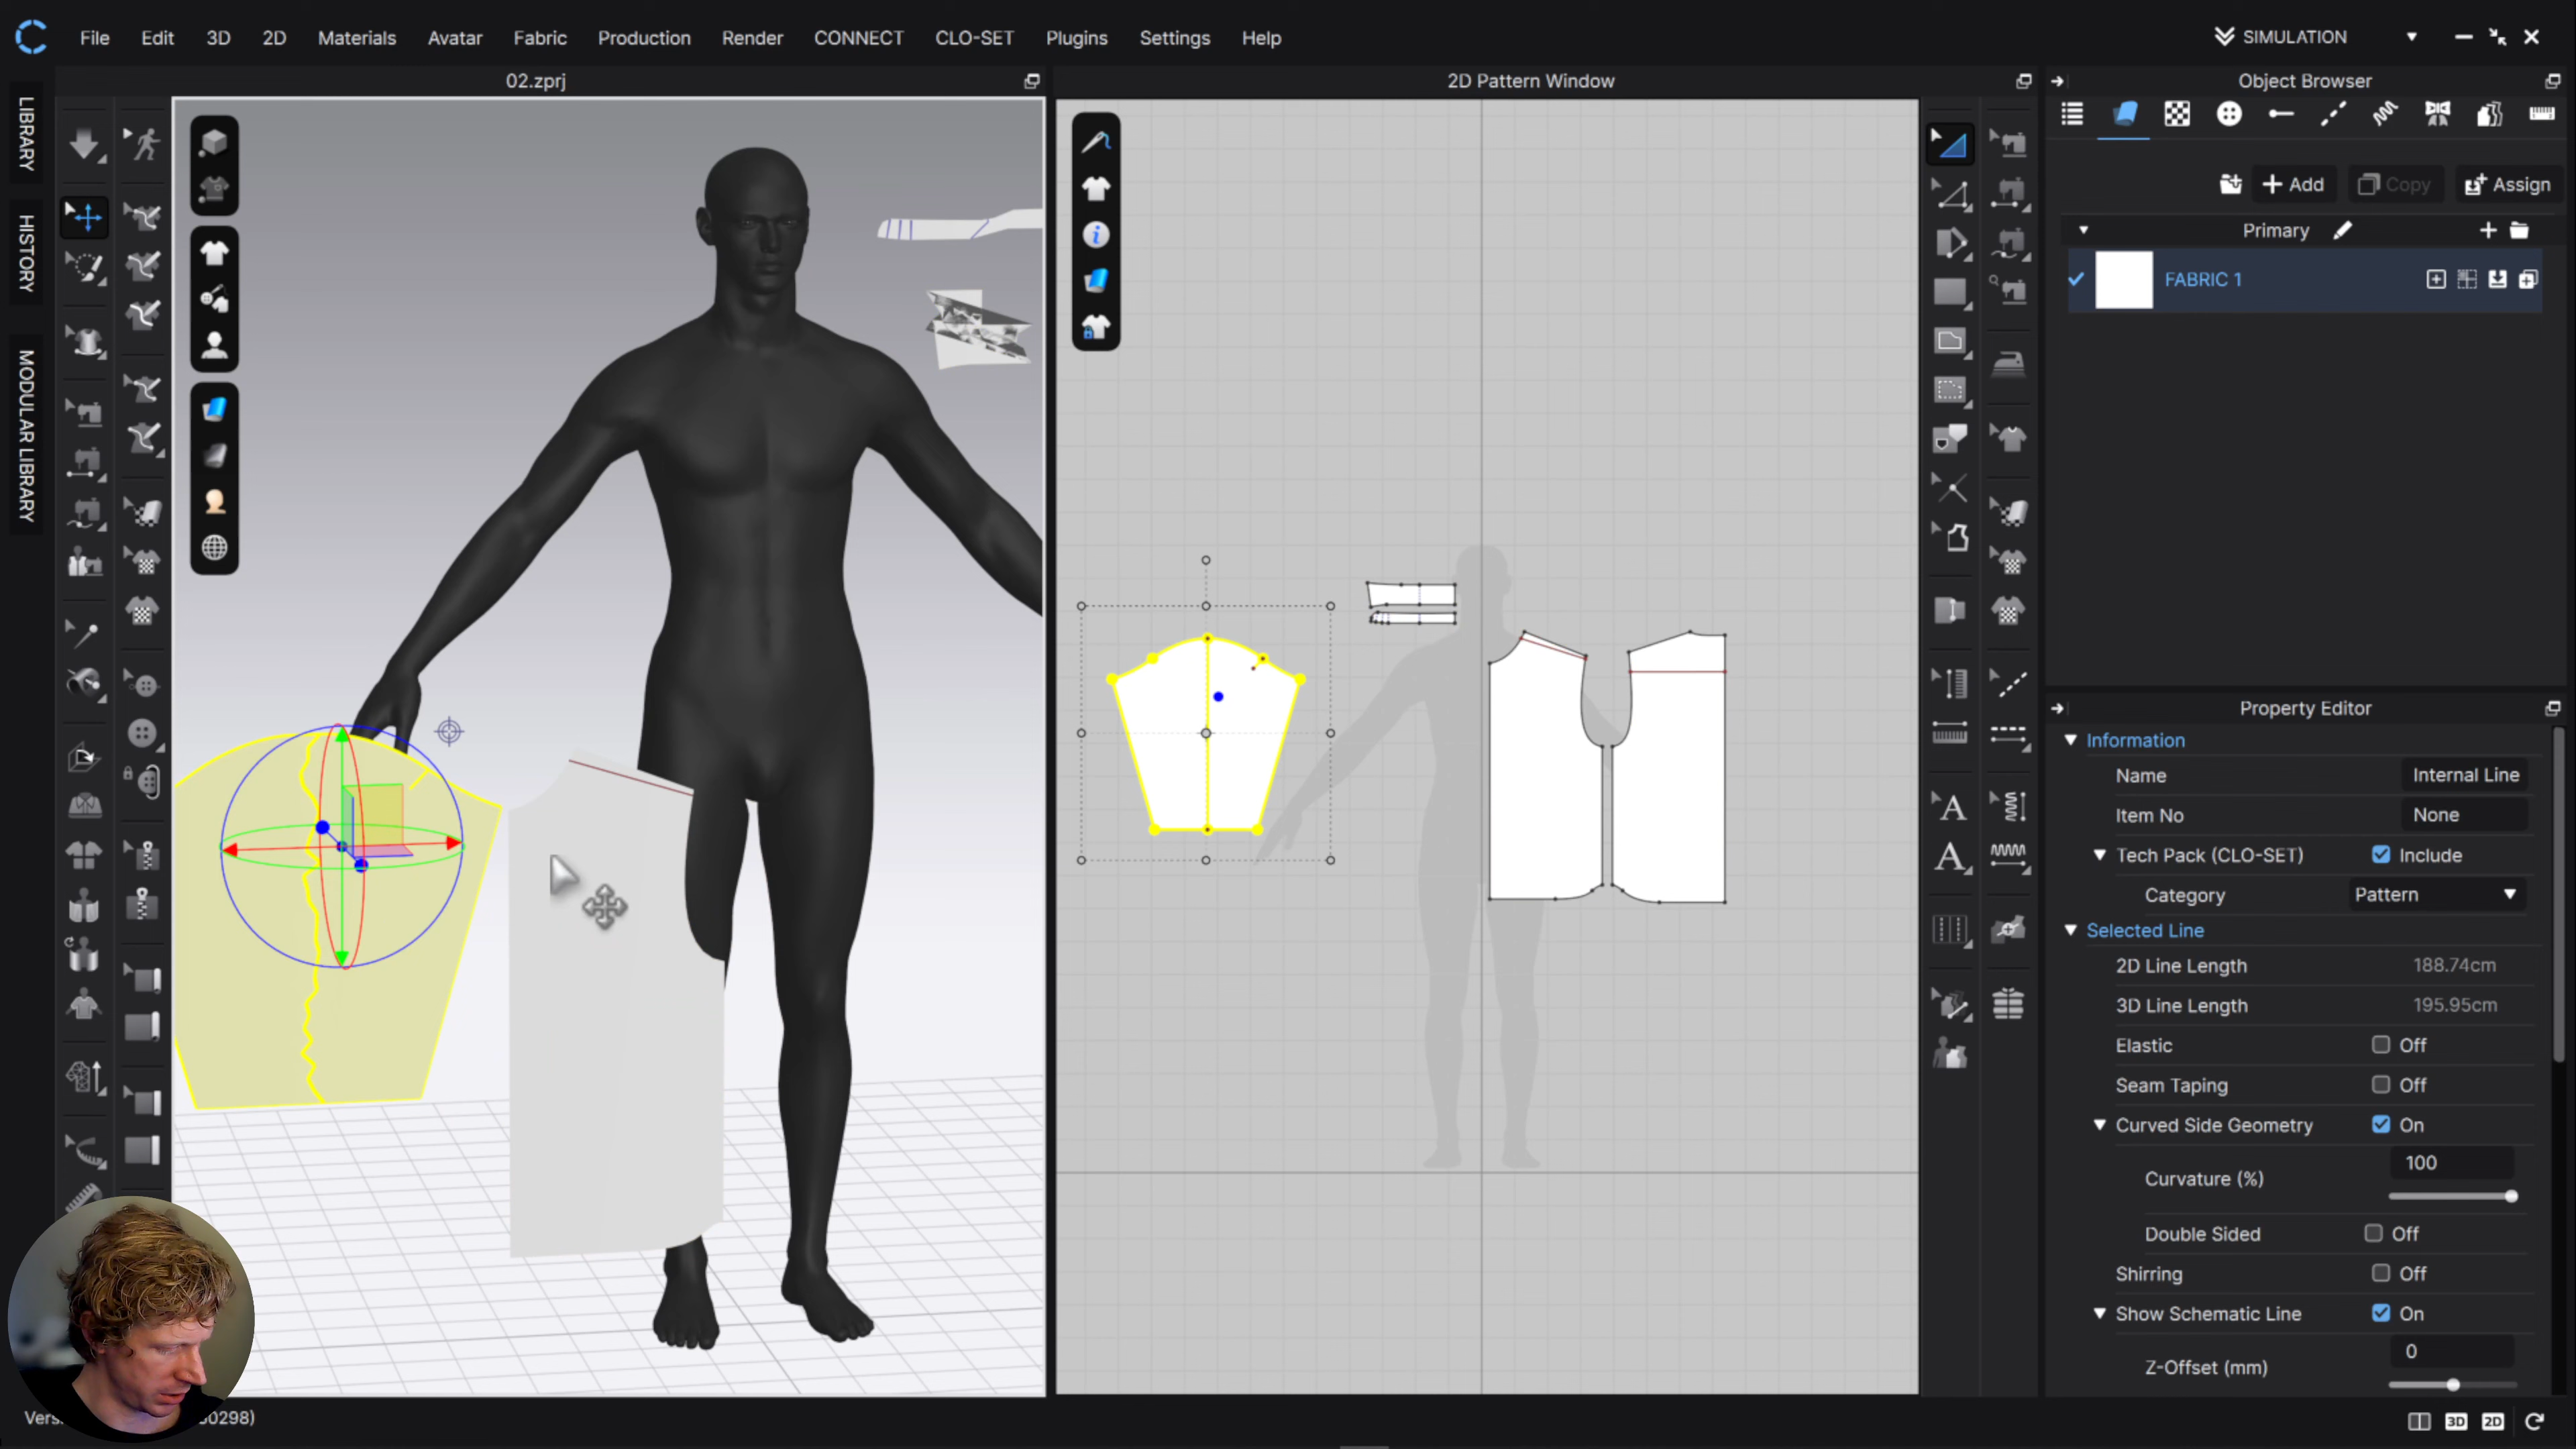 File Edit 3D 2D Materials Avatar Fabric Production Render CONNECT CLO-SET Plugins Settings Help SIMULATION
02.zprj
2D Pattern Window
Object Browser
LIBRARY
HISTORY
MODULAR LIBRARY
Add Copy Assign
Primary
FABRIC 1
Property Editor
Information
Name Internal Line
Item No None
Tech Pack (CLO-SET) Include
Category Pattern
Selected Line
2D Line Length 188.74cm
3D Line Length 195.95cm
Elastic Off
Seam Taping Off
Curved Side Geometry On
Curvature (%) 100
Double Sided Off
Shirring Off
Show Schematic Line On
Z-Offset (mm) 0
3D 2D